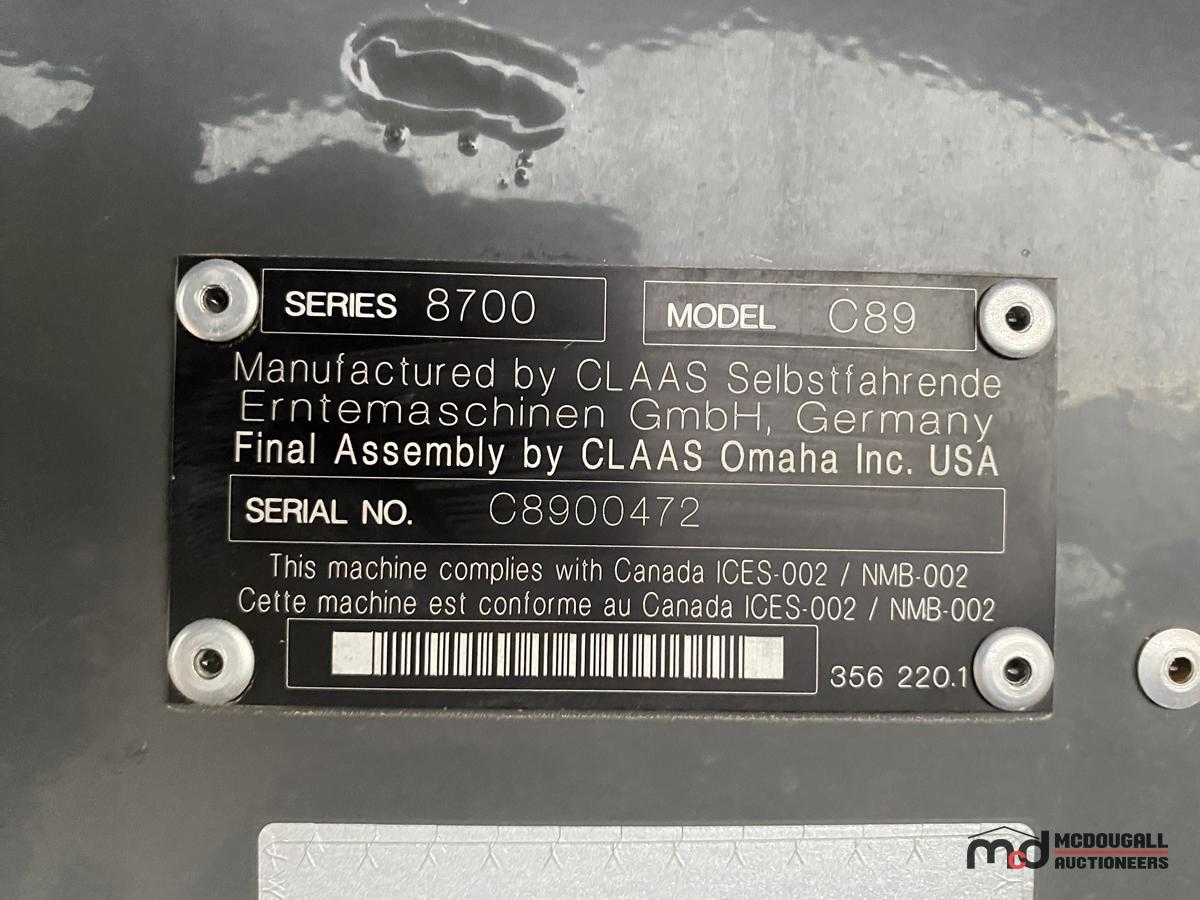 SERIES 8700 MODEL C89
Manufactured by CLAAS Selbstfahrende
Erntemaschinen GmbH, Germany
Final Assembly by CLAAS Omaha Inc. USA
SERIAL NO. C8900472
This machine complies with Canada ICES-002 / NMB-002
Cette machine est conforme au Canada ICES-002 / NMB-002
356 220.1
mcd MCDOUGALL
AUCTIONEERS